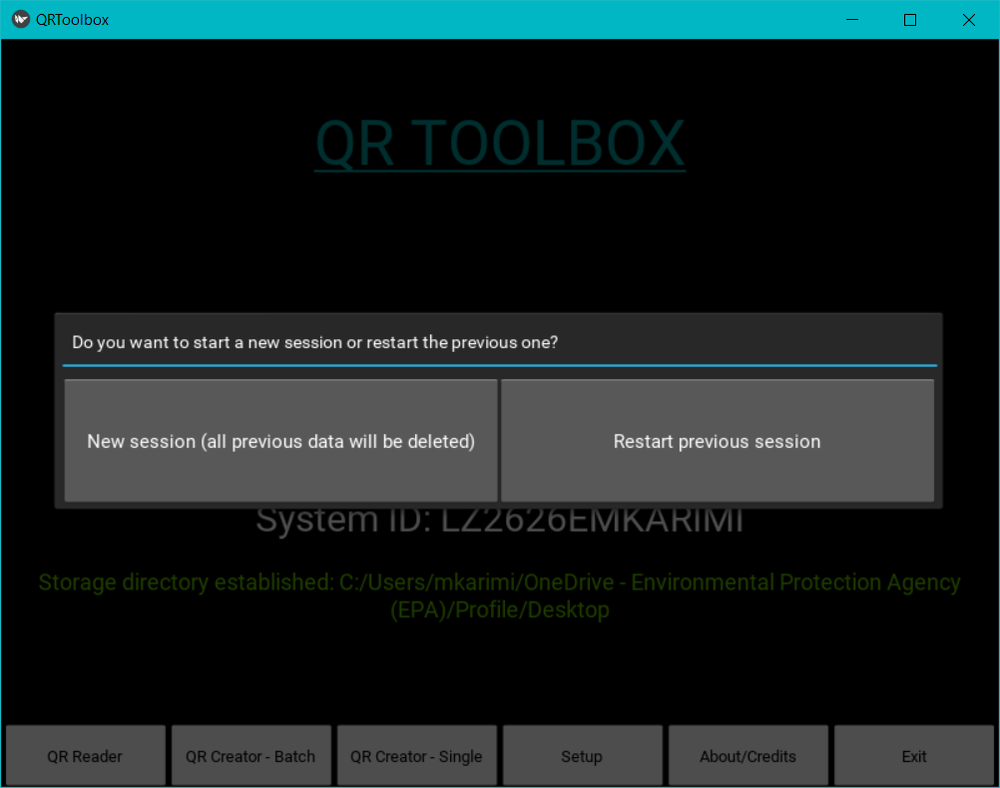 QRToolbox
QR TOOLBOX
Do you want to start a new session or restart the previous one?
New session (all previous data will be deleted)
Restart previous session
System ID: LZ2626EMKARIMI
Storage directory established: C:/Users/mkarimi/OneDrive - Environmental Protection Agency
(EPA)/Profile/Desktop
QR Reader
QR Creator - Batch
QR Creator - Single
Setup
About/Credits
Exit